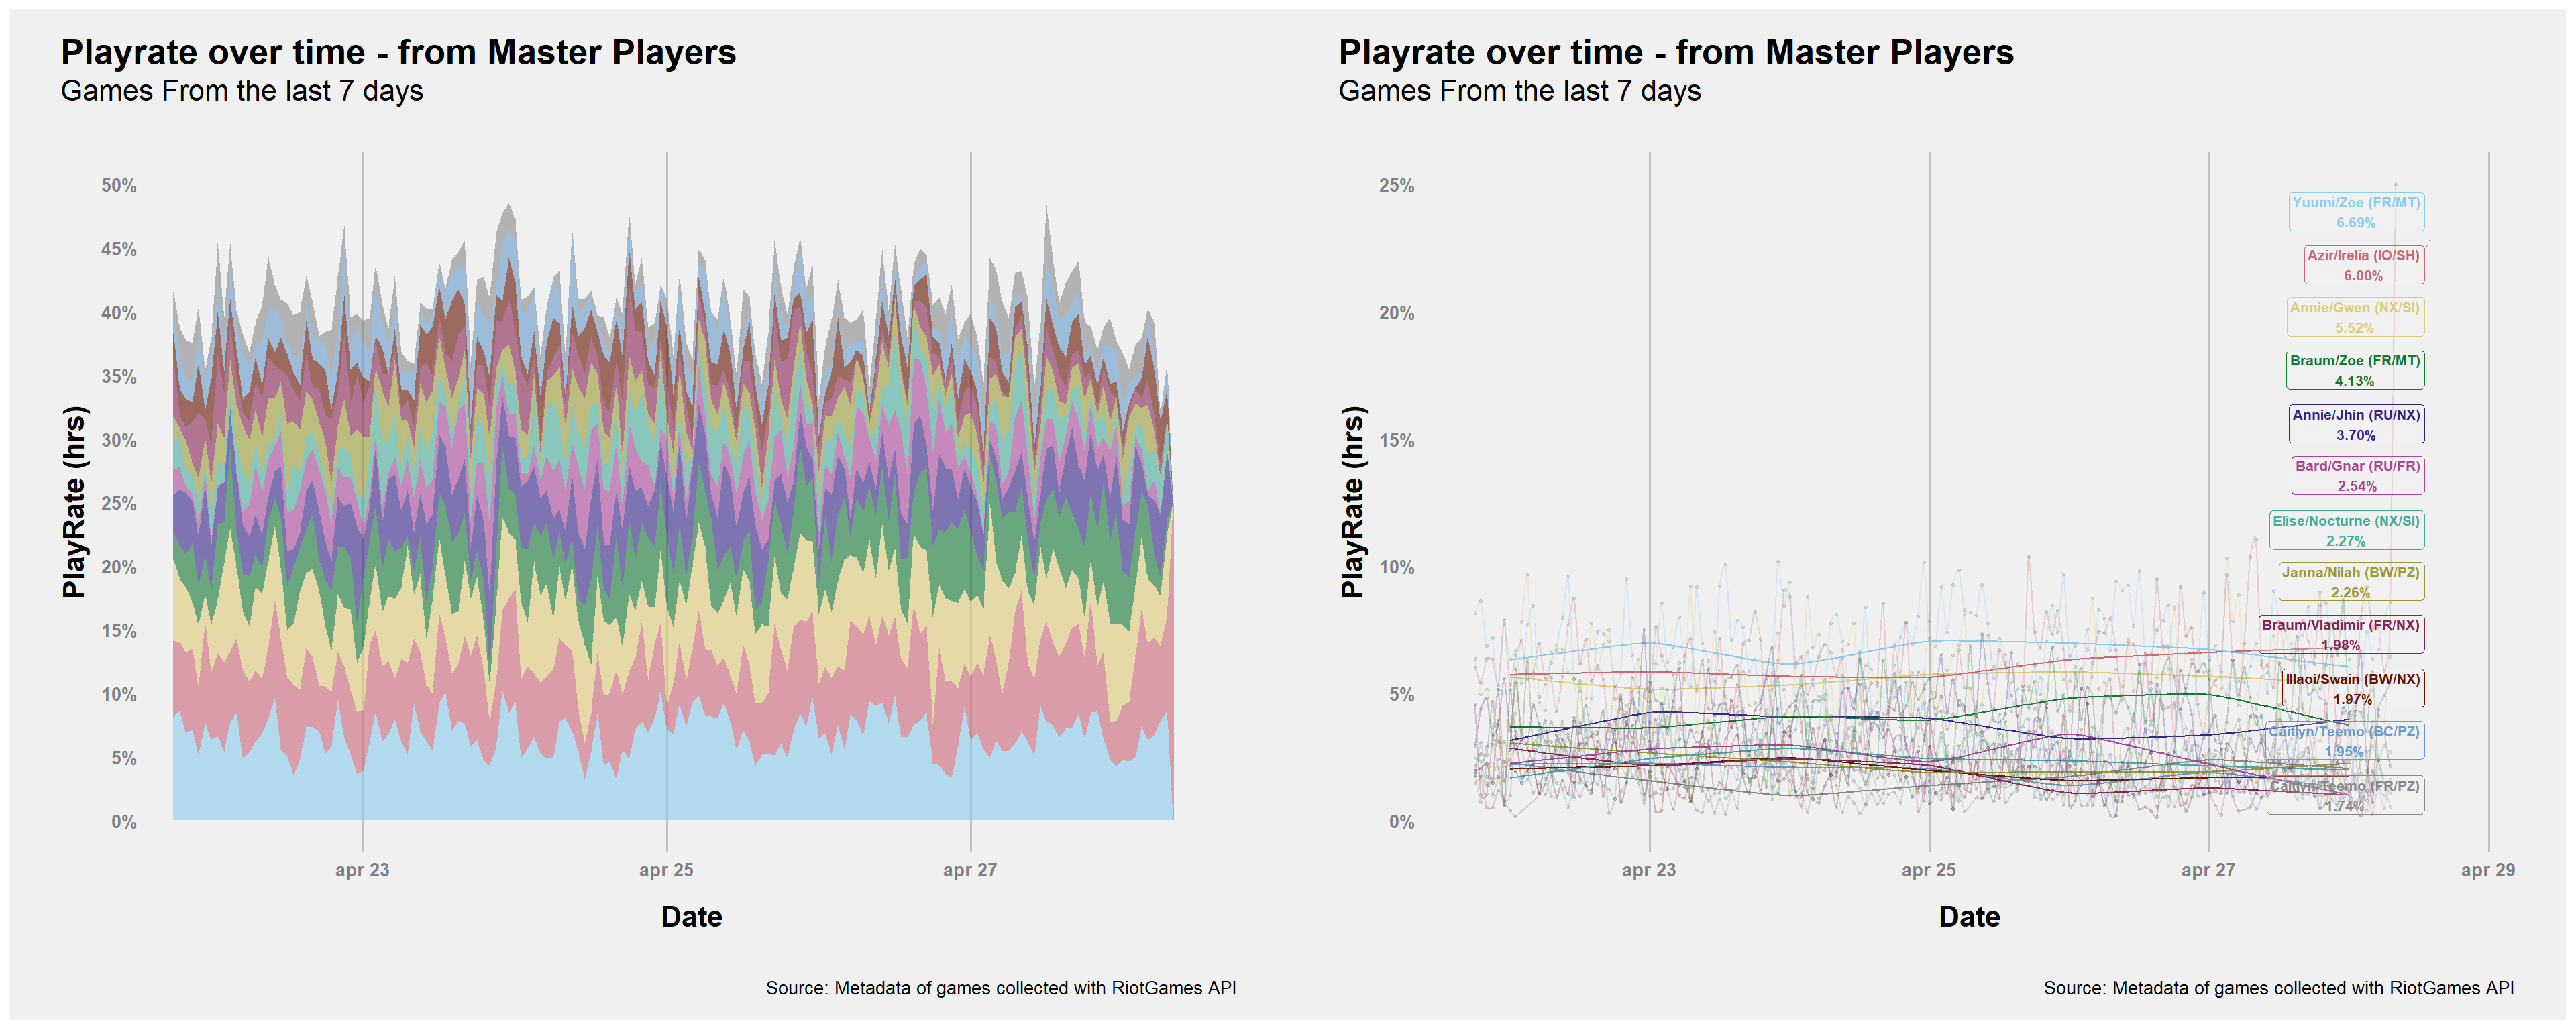 Playrate over time - from Master Players
Games From the last 7 days
50%
45%
40%
35%
30%
25%
20%
15%
10%
5%
0%
PlayRate (hrs)
apr 23
apr 25
apr 27
Date
Source: Metadata of games collected with RiotGames API
Playrate over time - from Master Players
Games From the last 7 days
25%
20%
15%
10%
5%
0%
PlayRate (hrs)
Yuumi/Zoe (FR/MT)
6.69%
Azir/Irelia (IO/SH)
6.00%
Annie/Gwen (NX/SI)
5.52%
Braum/Zoe (FR/MT)
4.13%
Annie/Jhin (RU/NX)
3.70%
Bard/Gnar (RU/FR)
2.54%
Elise/Nocturne (NX/SI)
2.27%
Janna/Nilah (BW/PZ)
2.26%
Braum/Vladimir (FR/NX)
1.98%
Illaoi/Swain (BW/NX)
1.97%
Caitlyn/Teemo (BC/PZ)
1.95%
Caitlyn/Teemo (FR/PZ)
1.74%
apr 23
apr 25
apr 27
apr 29
Date
Source: Metadata of games collected with RiotGames API